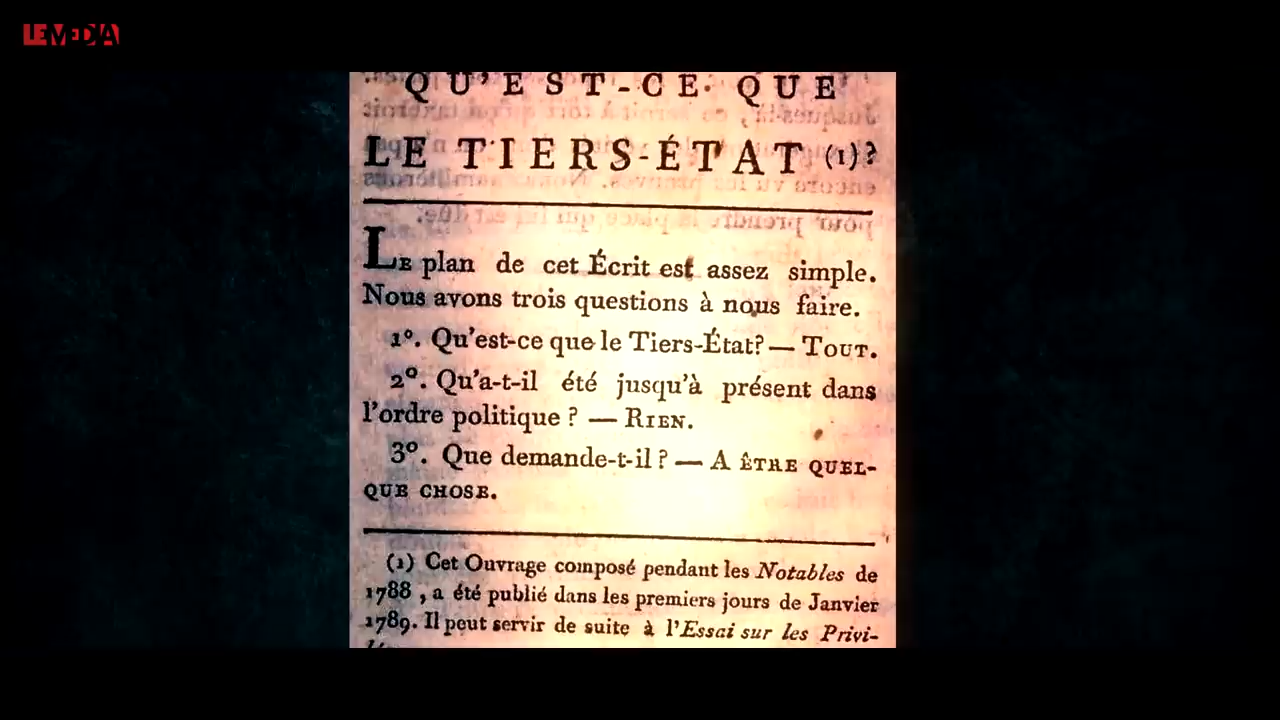 LEMEDIA
QU'EST-CE QUE
LE TIERS-ÉTAT (1)?
LE plan de cet Écrit est assez simple.
Nous avons trois questions à nous faire.
1°. Qu'est-ce que le Tiers-État? — TOUT.
2°. Qu'a-t-il été jusqu'à présent dans
l'ordre politique ? — RIEN.
3°. Que demande-t-il ? — A ÊTRE QUEL-
QUE CHOSE.
(1) Cet Ouvrage composé pendant les Notables de
1788 , a été publié dans les premiers jours de Janvier
1789. Il peut servir de suite à l'Essai sur les Privi-